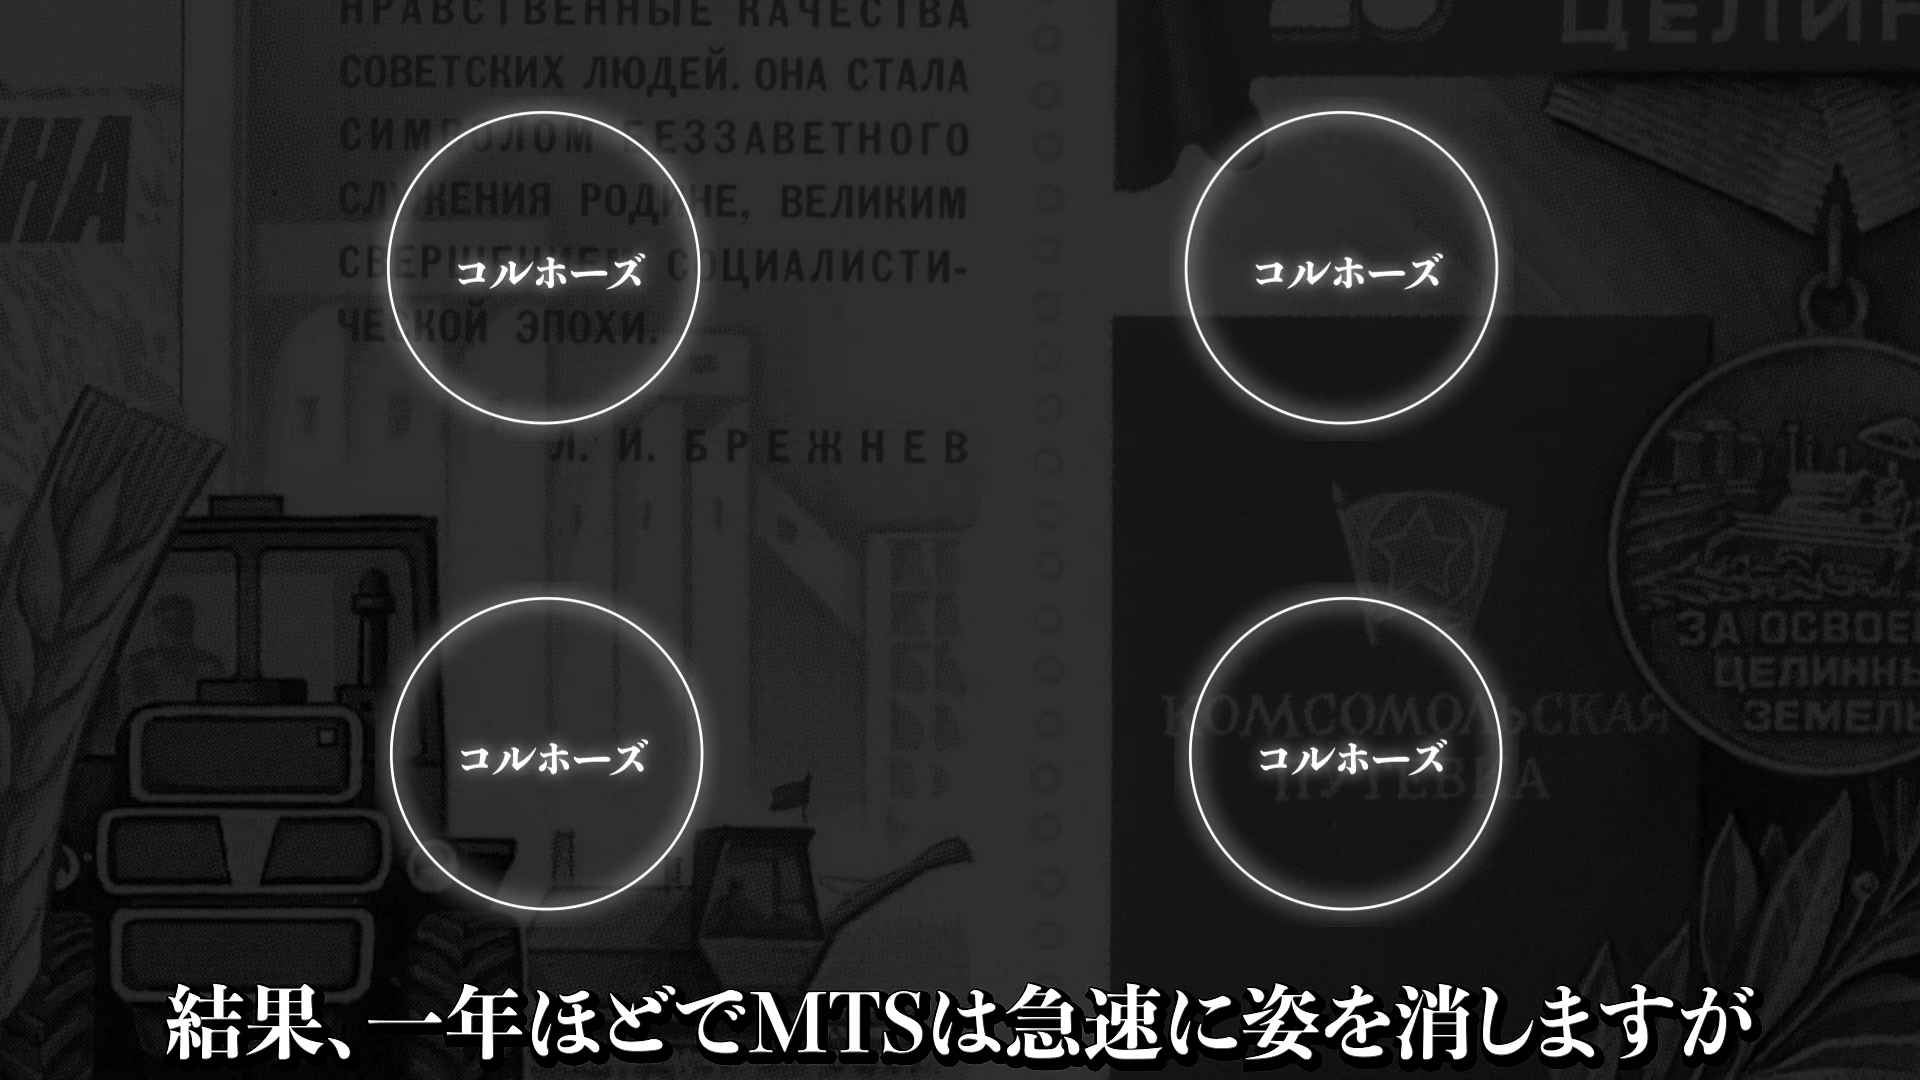 НРАВСТВЕННЫЕ КАЧЕСТВА
СОВЕТСКИХ ЛЮДЕЙ. ОНА СТАЛА
СИМВОЛОМ БЕЗЗАВЕТНОГО
СЛУЖЕНИЯ РОДИНЕ, ВЕЛИКИМ
СВЕРШЕНИЕМ СОЦИАЛИСТИ-
ЧЕСКОЙ ЭПОХИ.
Л. И. БРЕЖНЕВ
ЦЕЛИН
НА
コルホーズ
コルホーズ
コルホーズ
コルホーズ
КОМСОМОЛЬСКАЯ
ПУТЕВКА
ЗА ОСВОЕ
ЦЕЛИННЫ
ЗЕМЕЛЬ
結果、一年ほどでMTSは急速に姿を消しますが